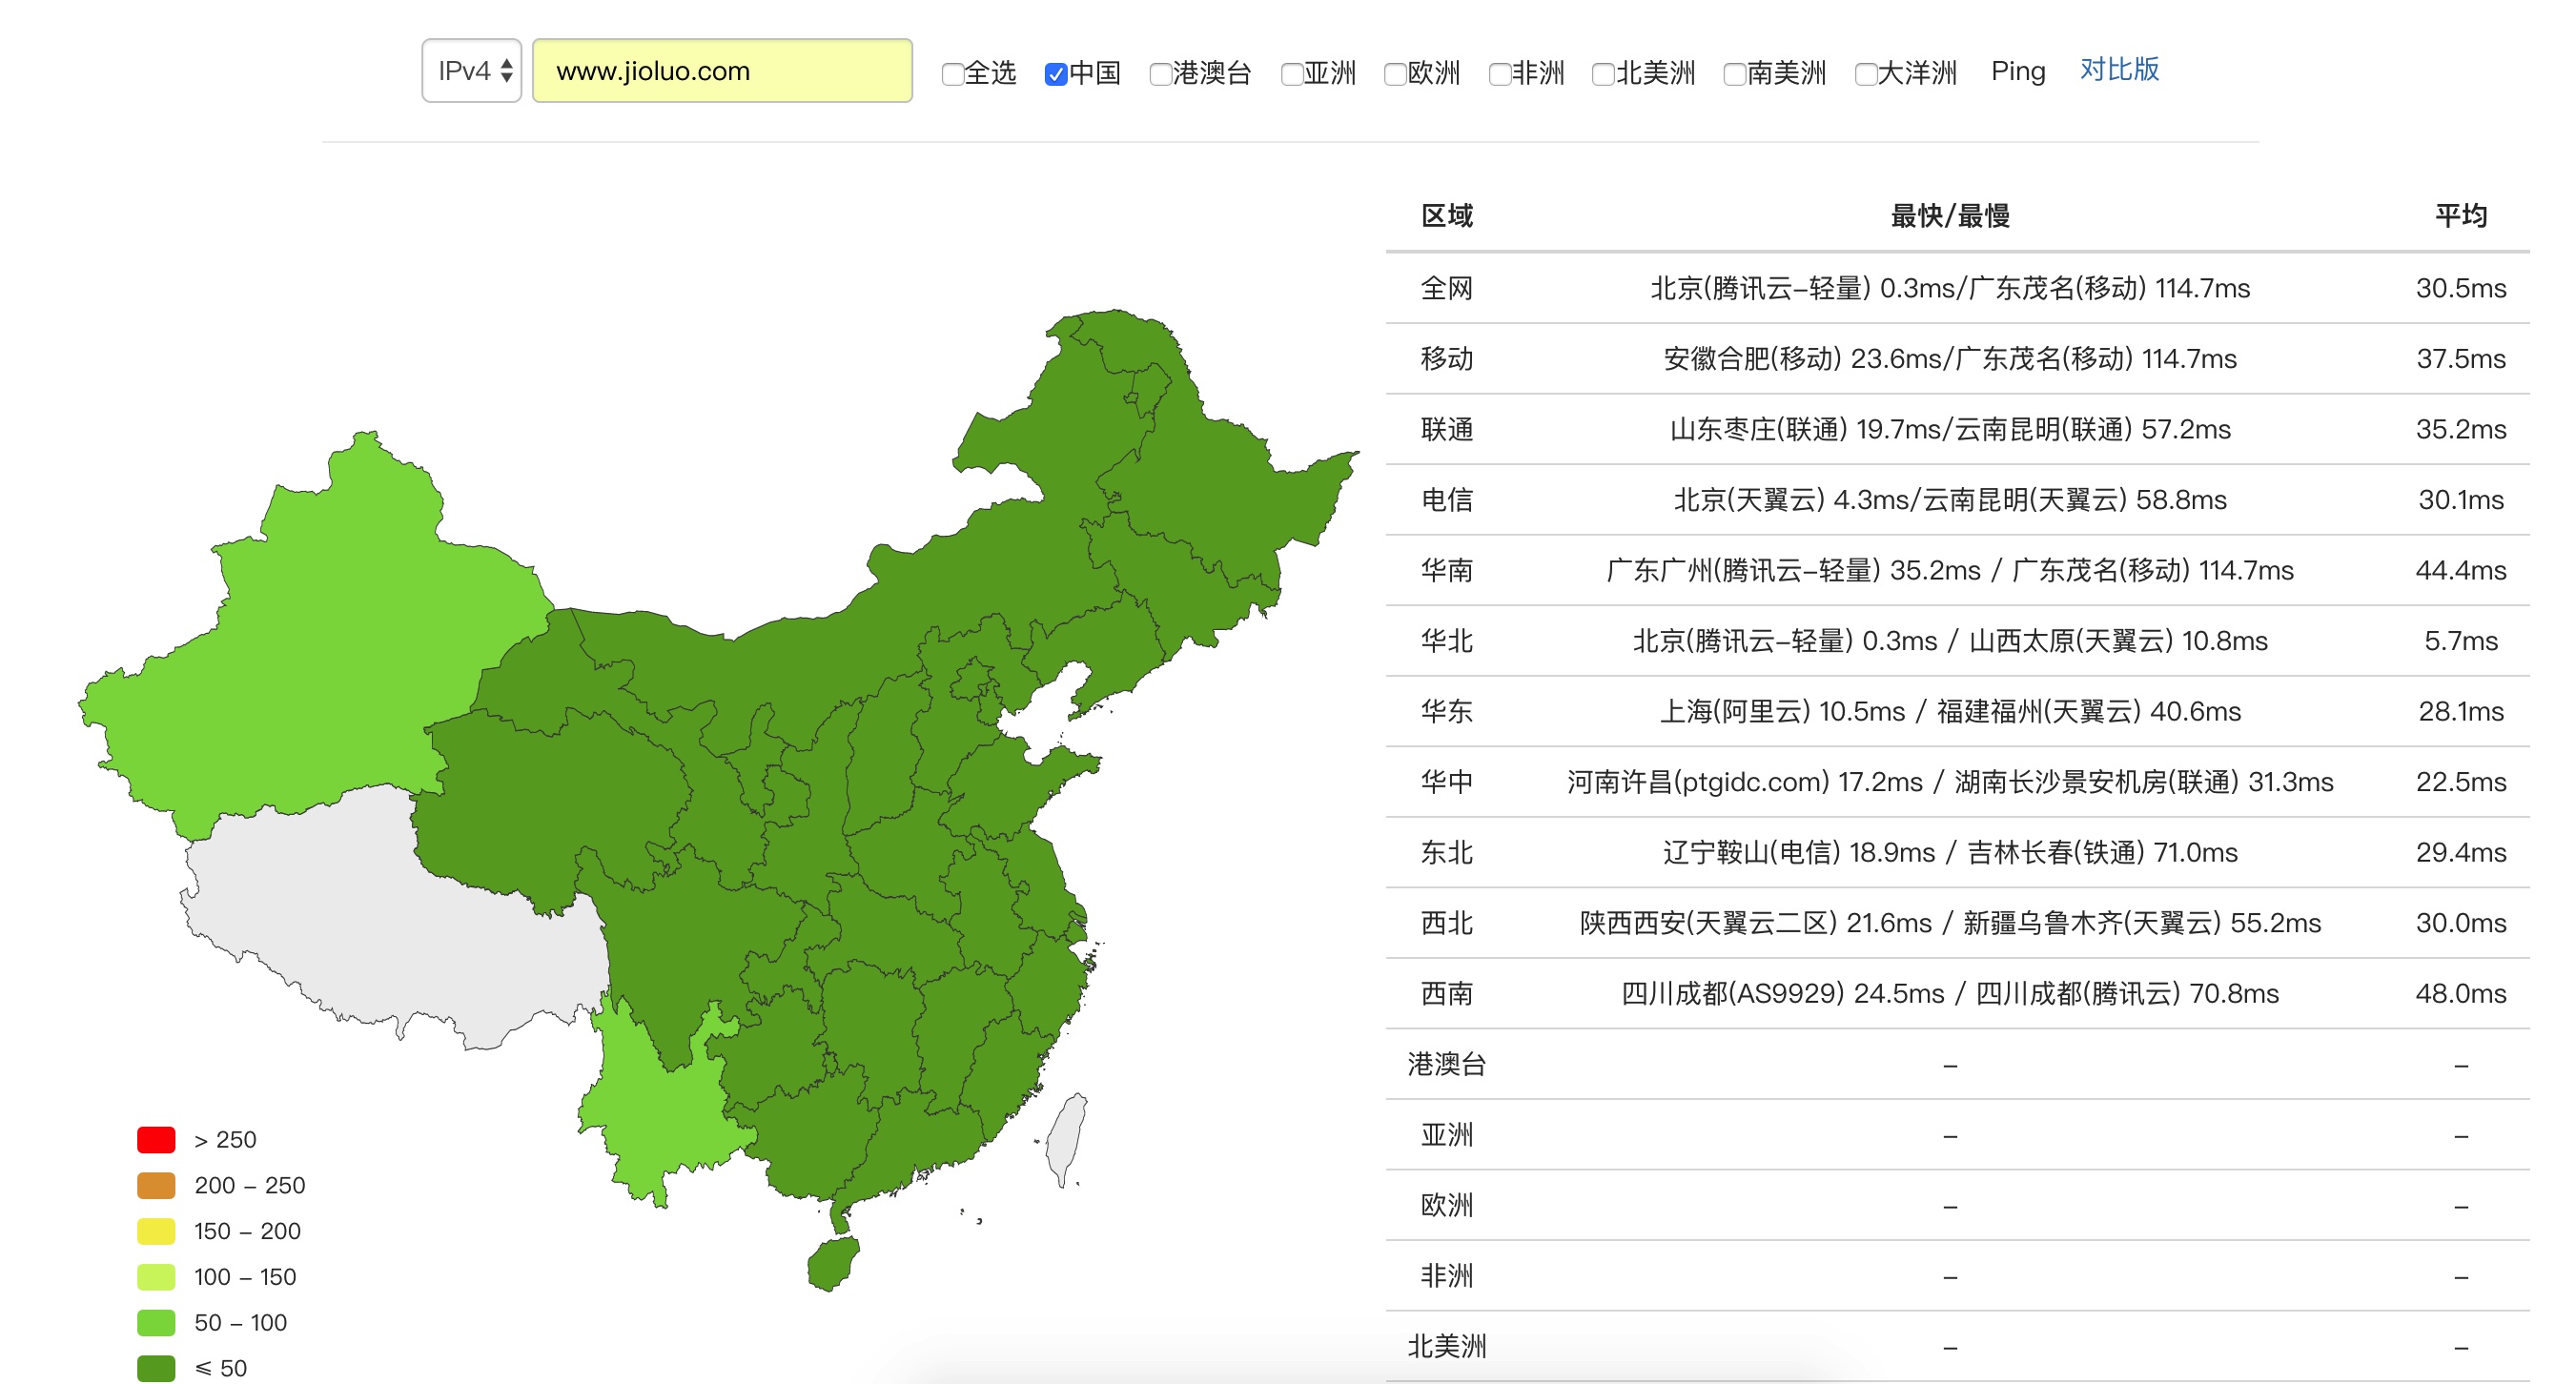 IPv4 www.jioluo.com 全选 中国 港澳台 亚洲 欧洲 非洲 北美洲 南美洲 大洋洲 Ping 对比版
区域 最快/最慢 平均
全网 北京(腾讯云-轻量) 0.3ms/广东茂名(移动) 114.7ms 30.5ms
移动 安徽合肥(移动) 23.6ms/广东茂名(移动) 114.7ms 37.5ms
联通 山东枣庄(联通) 19.7ms/云南昆明(联通) 57.2ms 35.2ms
电信 北京(天翼云) 4.3ms/云南昆明(天翼云) 58.8ms 30.1ms
华南 广东广州(腾讯云-轻量) 35.2ms / 广东茂名(移动) 114.7ms 44.4ms
华北 北京(腾讯云-轻量) 0.3ms / 山西太原(天翼云) 10.8ms 5.7ms
华东 上海(阿里云) 10.5ms / 福建福州(天翼云) 40.6ms 28.1ms
华中 河南许昌(ptgidc.com) 17.2ms / 湖南长沙景安机房(联通) 31.3ms 22.5ms
东北 辽宁鞍山(电信) 18.9ms / 吉林长春(铁通) 71.0ms 29.4ms
西北 陕西西安(天翼云二区) 21.6ms / 新疆乌鲁木齐(天翼云) 55.2ms 30.0ms
西南 四川成都(AS9929) 24.5ms / 四川成都(腾讯云) 70.8ms 48.0ms
港澳台 – –
亚洲 – –
欧洲 – –
非洲 – –
北美洲 – –
> 250
200 – 250
150 – 200
100 – 150
50 – 100
≤ 50